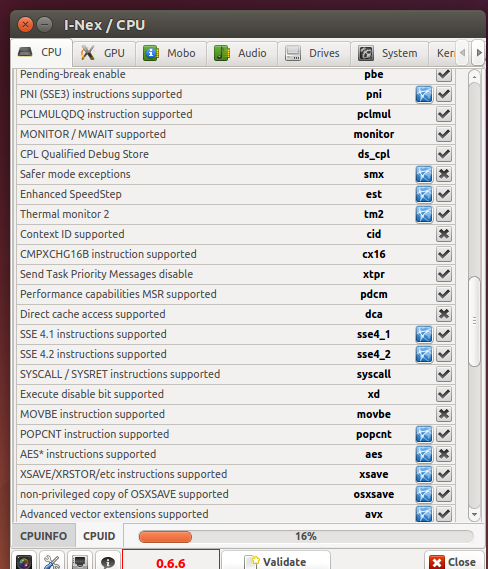 I-Nex / CPU
CPU GPU Mobo Audio Drives System Ker
Pending-break enable pbe
PNI (SSE3) instructions supported pni
PCLMULQDQ instruction supported pclmul
MONITOR / MWAIT supported monitor
CPL Qualified Debug Store ds_cpl
Safer mode exceptions smx
Enhanced SpeedStep est
Thermal monitor 2 tm2
Context ID supported cid
CMPXCHG16B instruction supported cx16
Send Task Priority Messages disable xtpr
Performance capabilities MSR supported pdcm
Direct cache access supported dca
SSE 4.1 instructions supported sse4_1
SSE 4.2 instructions supported sse4_2
SYSCALL / SYSRET instructions supported syscall
Execute disable bit supported xd
MOVBE instruction supported movbe
POPCNT instruction supported popcnt
AES* instructions supported aes
XSAVE/XRSTOR/etc instructions supported xsave
non-privileged copy of OSXSAVE supported osxsave
Advanced vector extensions supported avx
CPUINFO CPUID 16%
0.6.6 Validate Close